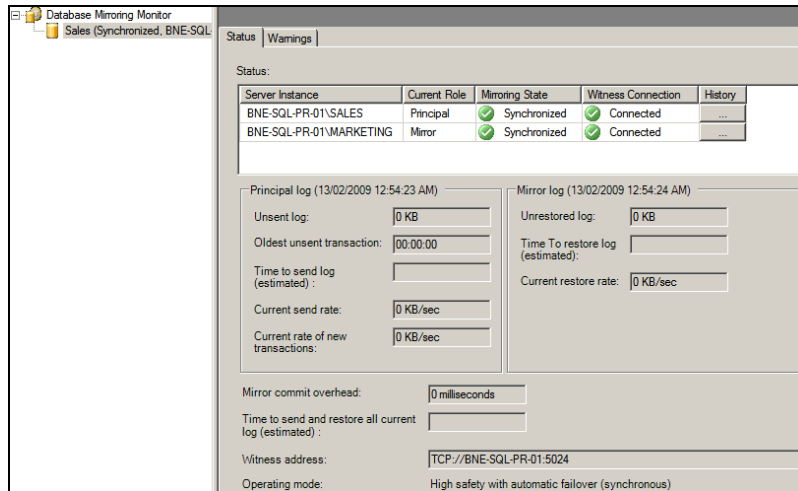 Database Mirroring Monitor
Sales (Synchronized, BNE-SQL-
Status Warnings
Status:
Server Instance Current Role Mirroring State Witness Connection History
BNE-SQL-PR-01\SALES Principal Synchronized Connected ...
BNE-SQL-PR-01\MARKETING Mirror Synchronized Connected ...
Principal log (13/02/2009 12:54:23 AM) Mirror log (13/02/2009 12:54:24 AM)
Unsent log: 0 KB Unrestored log: 0 KB
Oldest unsent transaction: 00:00:00 Time To restore log
(estimated):
Time to send log
(estimated) :
Current restore rate: 0 KB/sec
Current send rate: 0 KB/sec
Current rate of new
transactions: 0 KB/sec
Mirror commit overhead: 0 milliseconds
Time to send and restore all current
log (estimated) :
Witness address: TCP://BNE-SQL-PR-01:5024
Operating mode: High safety with automatic failover (synchronous)